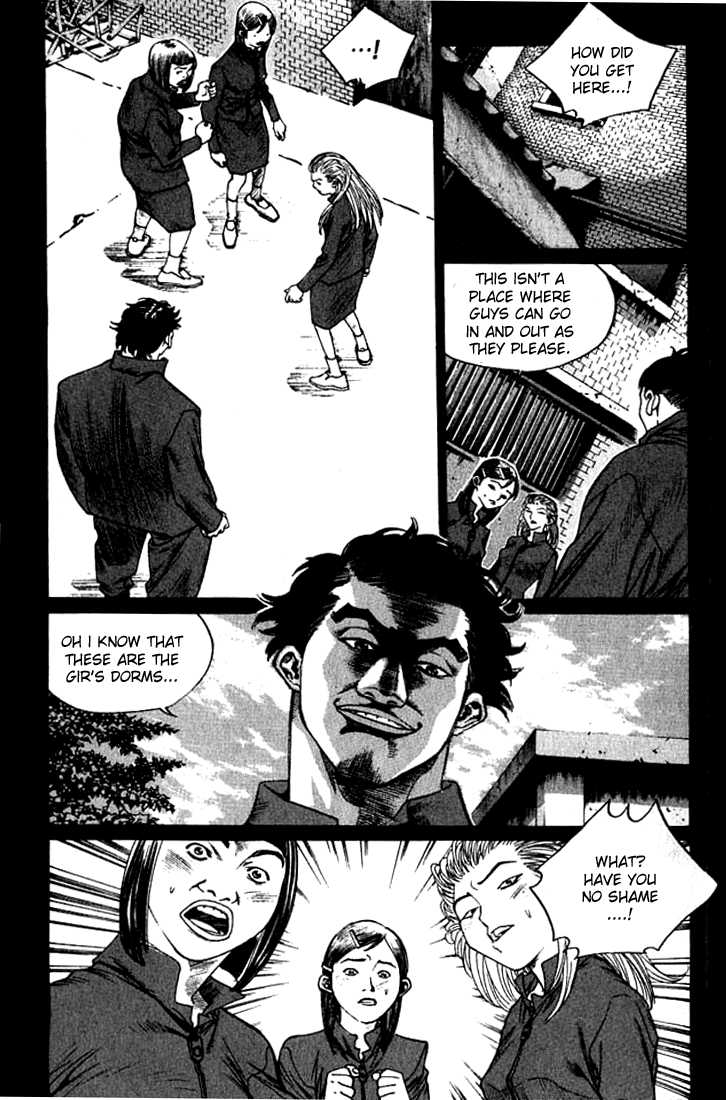 HOW DID
YOU GET
HERE...!
...!
THIS ISN'T A
PLACE WHERE
GUYS CAN GO
IN AND OUT AS
THEY PLEASE.
OH I KNOW THAT
THESE ARE THE
GIR'S DORMS...
WHAT?
HAVE YOU
NO SHAME
....!